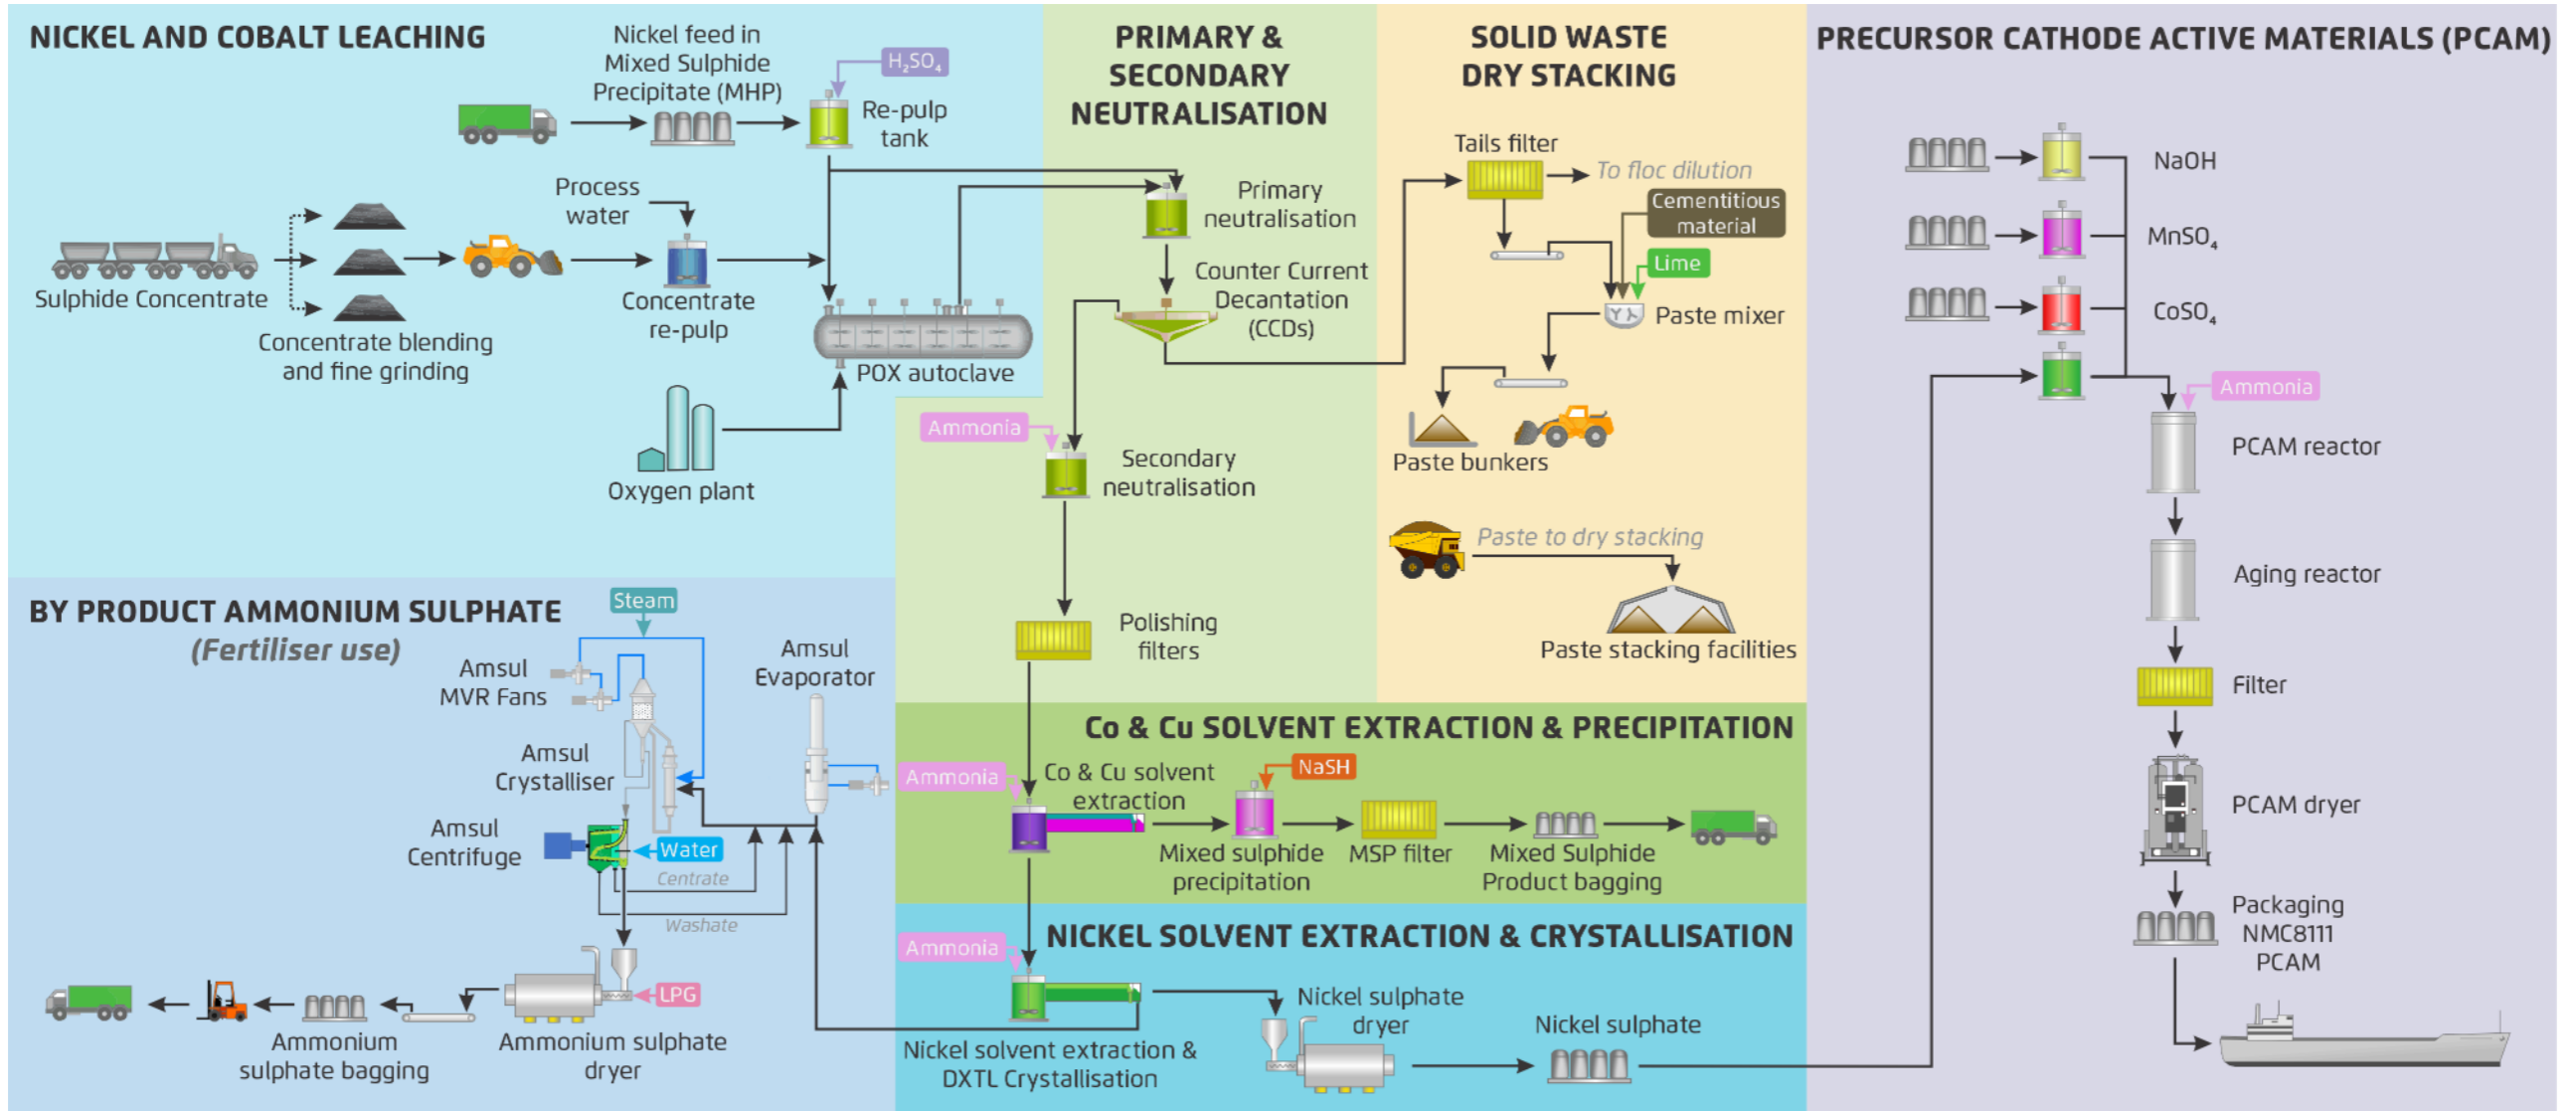 NICKEL AND COBALT LEACHING
Nickel feed in
Mixed Sulphide
Precipitate (MHP)
H₂SO₄
Re-pulp
tank
Process
water
Sulphide Concentrate
Concentrate blending
and fine grinding
Concentrate
re-pulp
POX autoclave
Oxygen plant
PRIMARY &
SECONDARY
NEUTRALISATION
Primary
neutralisation
Counter Current
Decantation
(CCDs)
Ammonia
Secondary
neutralisation
Polishing
filters
SOLID WASTE
DRY STACKING
Tails filter
To floc dilution
Cementitious
material
Lime
Paste mixer
Paste bunkers
Paste to dry stacking
Paste stacking facilities
PRECURSOR CATHODE ACTIVE MATERIALS (PCAM)
NaOH
MnSO₄
CoSO₄
Ammonia
PCAM reactor
Aging reactor
Filter
PCAM dryer
Packaging
NMC8111
PCAM
BY PRODUCT AMMONIUM SULPHATE
(Fertiliser use)
Steam
Amsul
MVR Fans
Amsul
Evaporator
Amsul
Crystalliser
Amsul
Centrifuge
Water
Centrate
Washate
LPG
Ammonium
sulphate bagging
Ammonium sulphate
dryer
Co & Cu SOLVENT EXTRACTION & PRECIPITATION
Ammonia
Co & Cu solvent
extraction
NaSH
Mixed sulphide
precipitation
MSP filter
Mixed Sulphide
Product bagging
NICKEL SOLVENT EXTRACTION & CRYSTALLISATION
Ammonia
Nickel solvent extraction &
DXTL Crystallisation
Nickel sulphate
dryer
Nickel sulphate